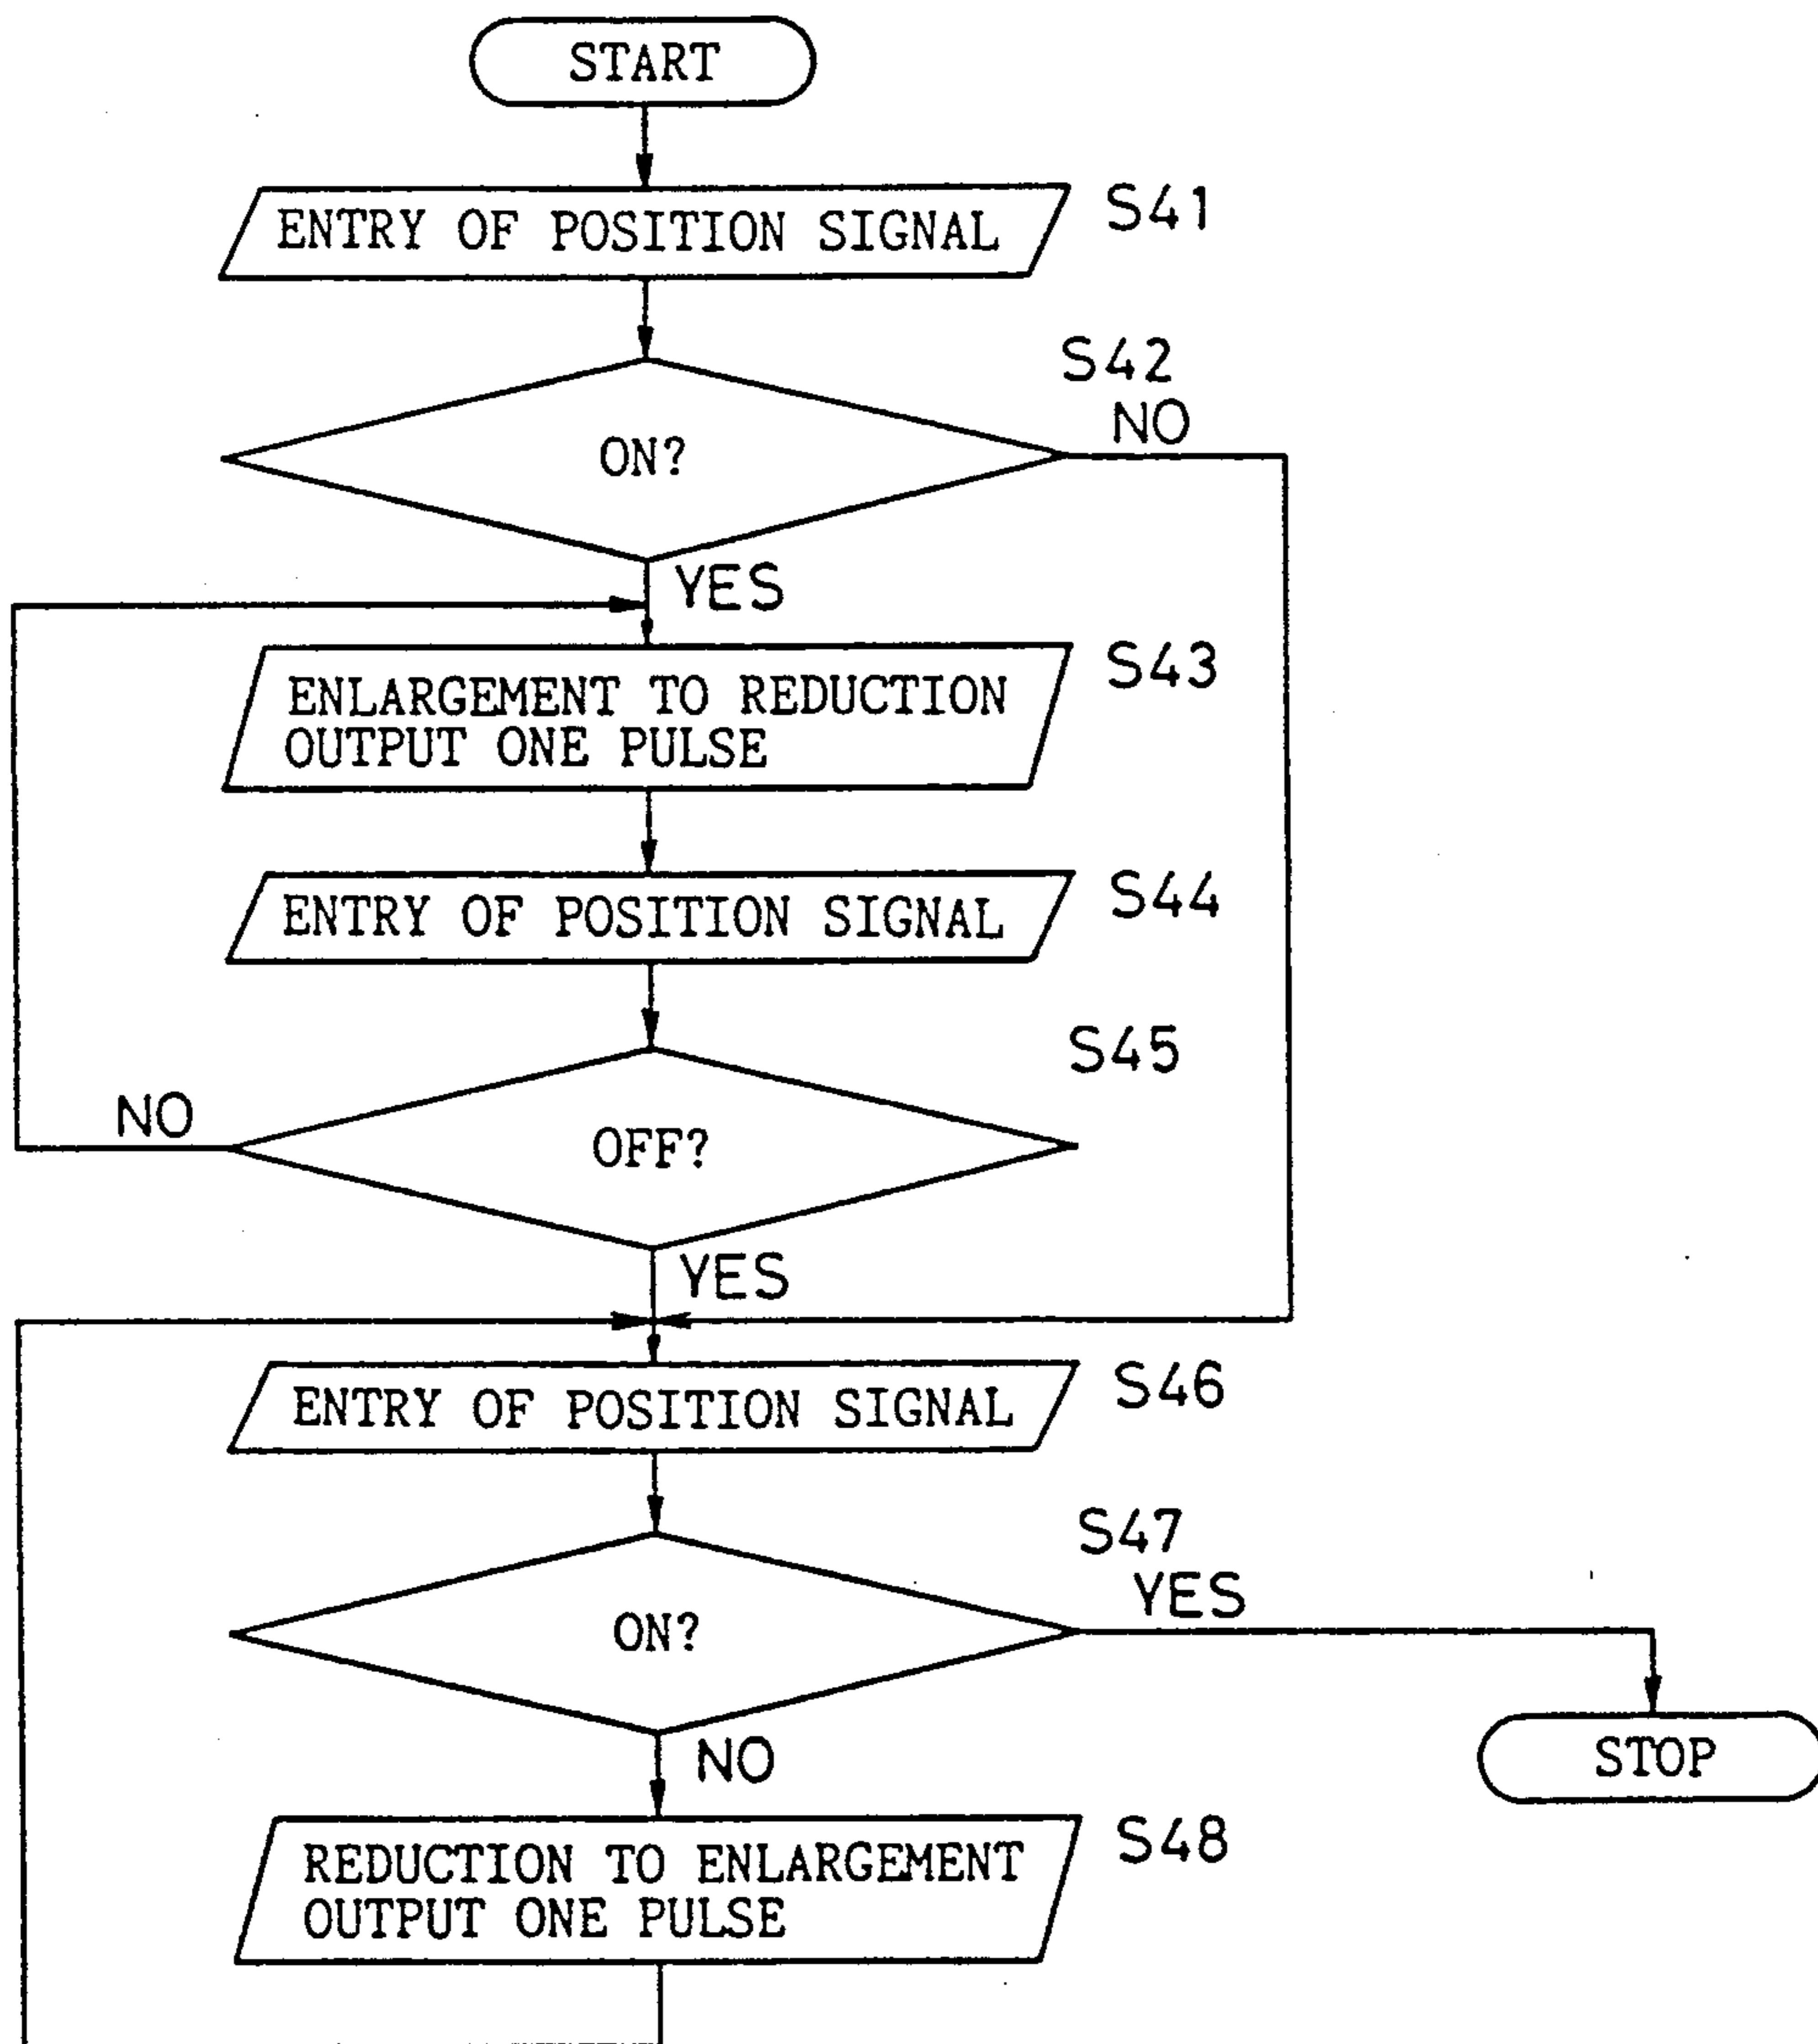 START
ENTRY OF POSITION SIGNAL
S41
S42
NO
ON?
YES
ENLARGEMENT TO REDUCTION
OUTPUT ONE PULSE
S43
ENTRY OF POSITION SIGNAL
S44
S45
NO
OFF?
YES
ENTRY OF POSITION SIGNAL
S46
S47
YES
ON?
NO
STOP
REDUCTION TO ENLARGEMENT
OUTPUT ONE PULSE
S48